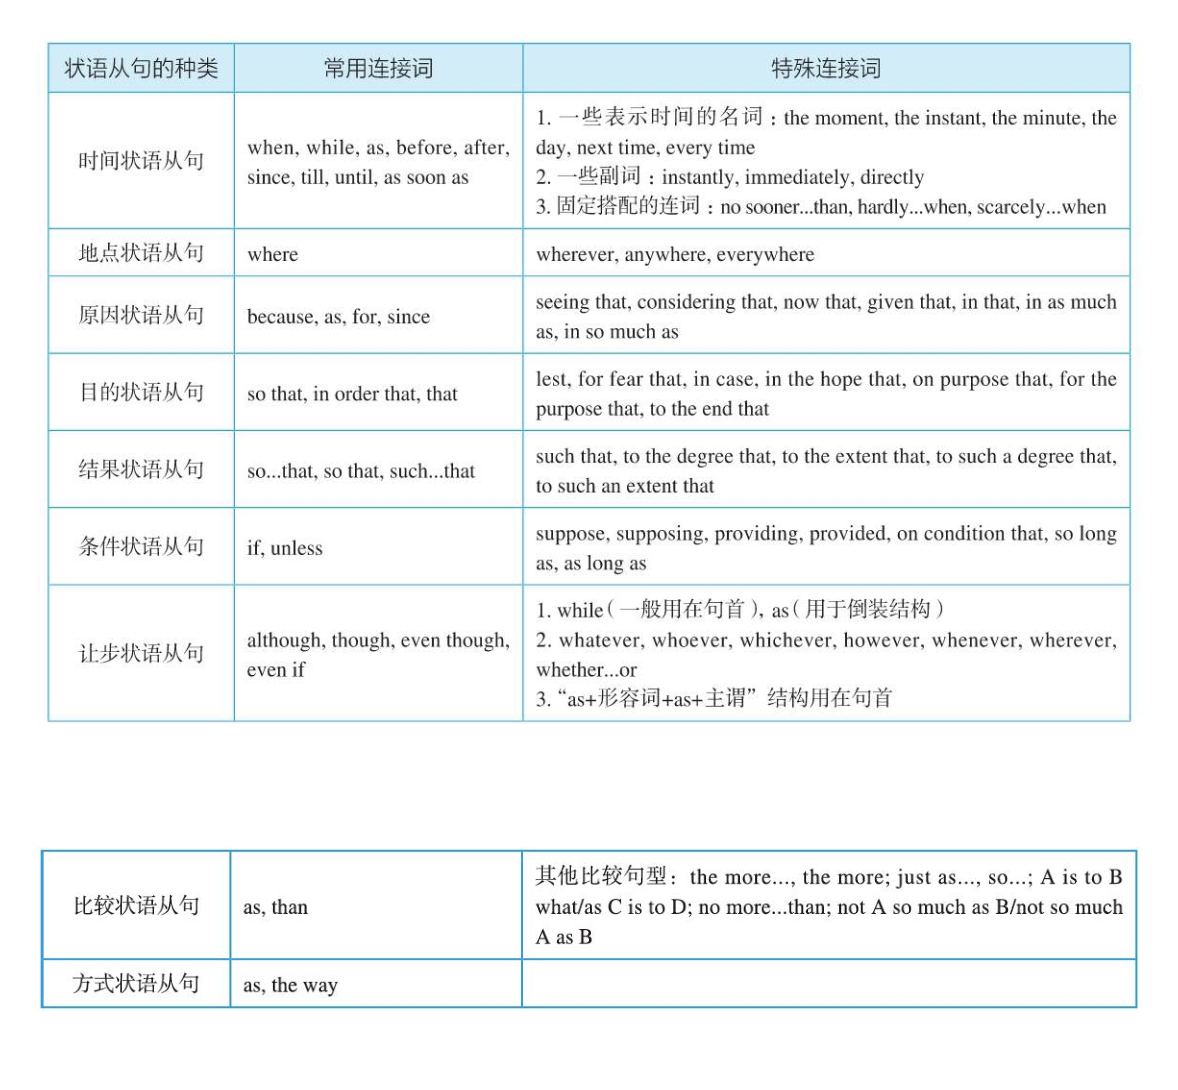 状语从句的种类 常用连接词 特殊连接词
时间状语从句
when, while, as, before, after,
since, till, until, as soon as
1. 一些表示时间的名词：the moment, the instant, the minute, the
day, next time, every time
2. 一些副词：instantly, immediately, directly
3. 固定搭配的连词：no sooner...than, hardly...when, scarcely...when
地点状语从句 where wherever, anywhere, everywhere
原因状语从句
because, as, for, since
seeing that, considering that, now that, given that, in that, in as much
as, in so much as
目的状语从句
so that, in order that, that
lest, for fear that, in case, in the hope that, on purpose that, for the
purpose that, to the end that
结果状语从句
so...that, so that, such...that
such that, to the degree that, to the extent that, to such a degree that,
to such an extent that
条件状语从句
if, unless
suppose, supposing, providing, provided, on condition that, so long
as, as long as
让步状语从句
although, though, even though,
even if
1. while（一般用在句首）, as（用于倒装结构）
2. whatever, whoever, whichever, however, whenever, wherever,
whether...or
3. “as+形容词+as+主谓”结构用在句首
比较状语从句
as, than
其他比较句型：the more..., the more; just as..., so...; A is to B
what/as C is to D; no more...than; not A so much as B/not so much
A as B
方式状语从句 as, the way